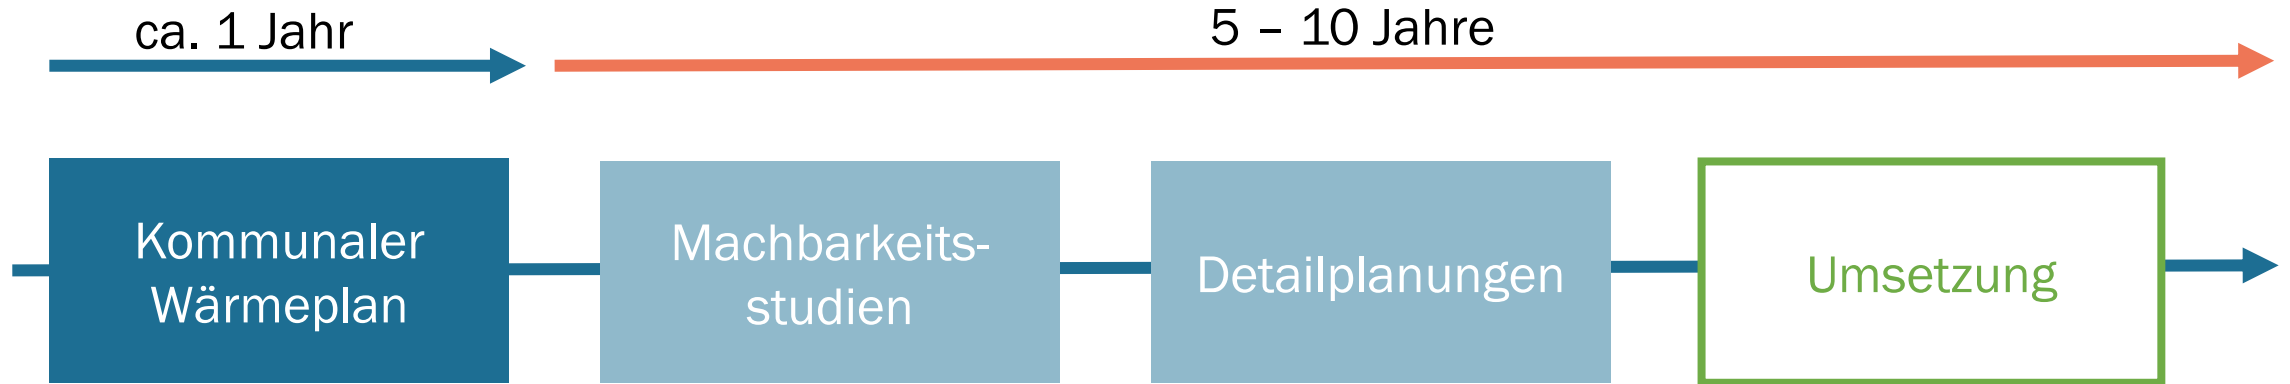 ca. 1 Jahr
5 – 10 Jahre
Kommunaler
Wärmeplan
Machbarkeits-
studien
Detailplanungen
Umsetzung